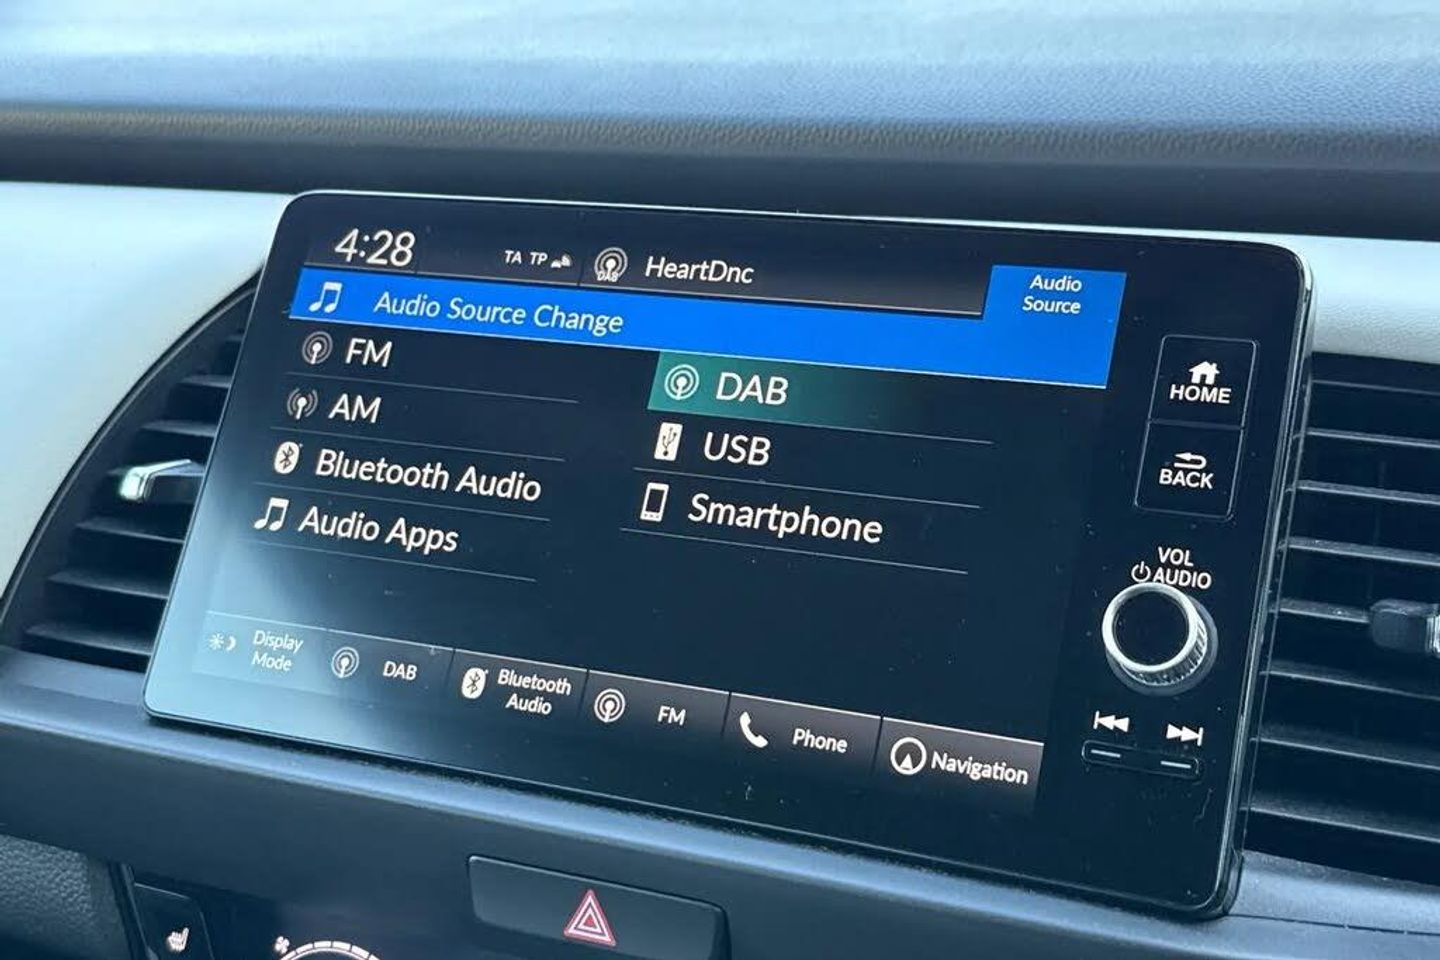 4:28 TA TP DAB HeartDnc
Audio Source
Audio Source Change
FM
DAB
AM
USB
Bluetooth Audio
Smartphone
Audio Apps
HOME
BACK
VOL
AUDIO
Display Mode
DAB
Bluetooth Audio
FM
Phone
Navigation